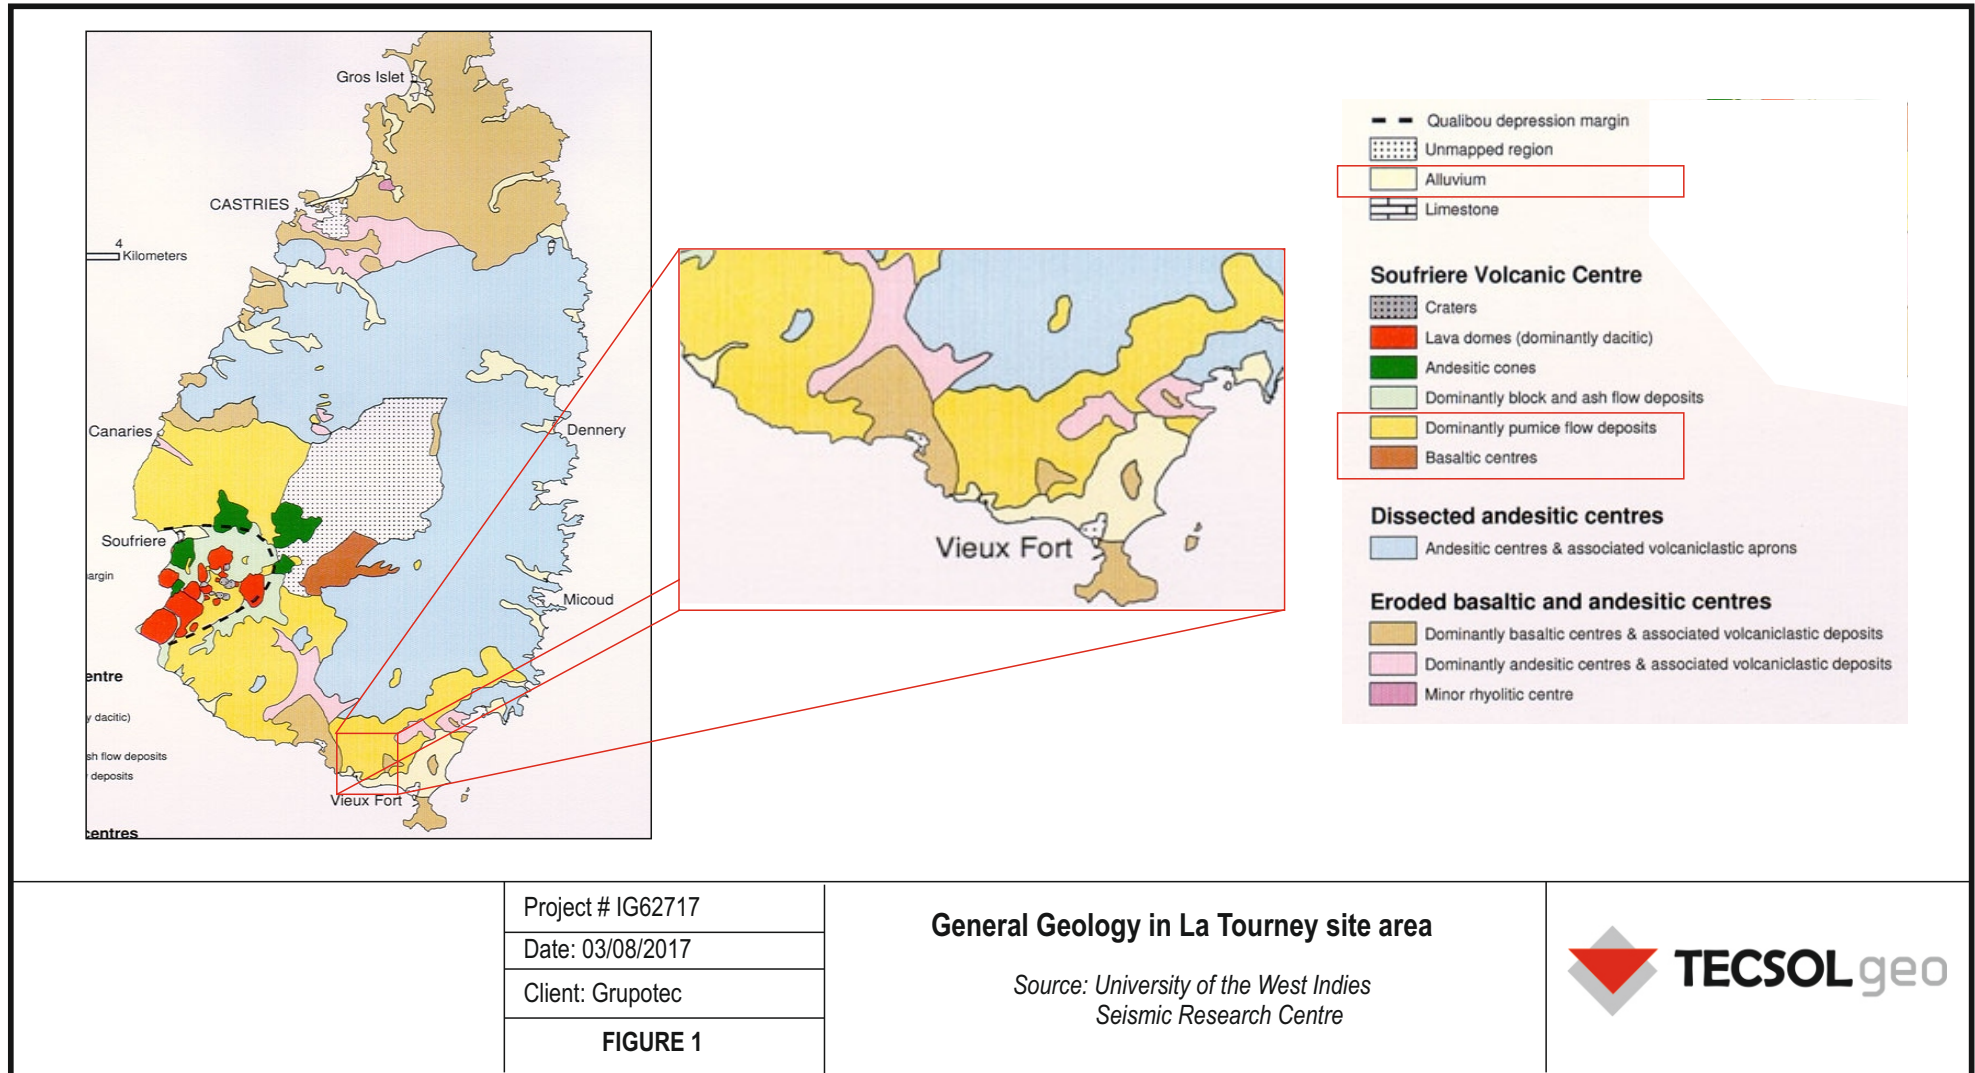 Gros Islet
CASTRIES
4
Kilometers
Canaries
Dennery
Soufriere
argin
Micoud
entre
y dacitic)
sh flow deposits
deposits
Vieux Fort
centres
Vieux Fort
Qualibou depression margin
Unmapped region
Alluvium
Limestone
Soufriere Volcanic Centre
Craters
Lava domes (dominantly dacitic)
Andesitic cones
Dominantly block and ash flow deposits
Dominantly pumice flow deposits
Basaltic centres
Dissected andesitic centres
Andesitic centres & associated volcaniclastic aprons
Eroded basaltic and andesitic centres
Dominantly basaltic centres & associated volcaniclastic deposits
Dominantly andesitic centres & associated volcaniclastic deposits
Minor rhyolitic centre
Project # IG62717
Date: 03/08/2017
Client: Grupotec
FIGURE 1
General Geology in La Tourney site area
Source: University of the West Indies
Seismic Research Centre
TECSOL geo